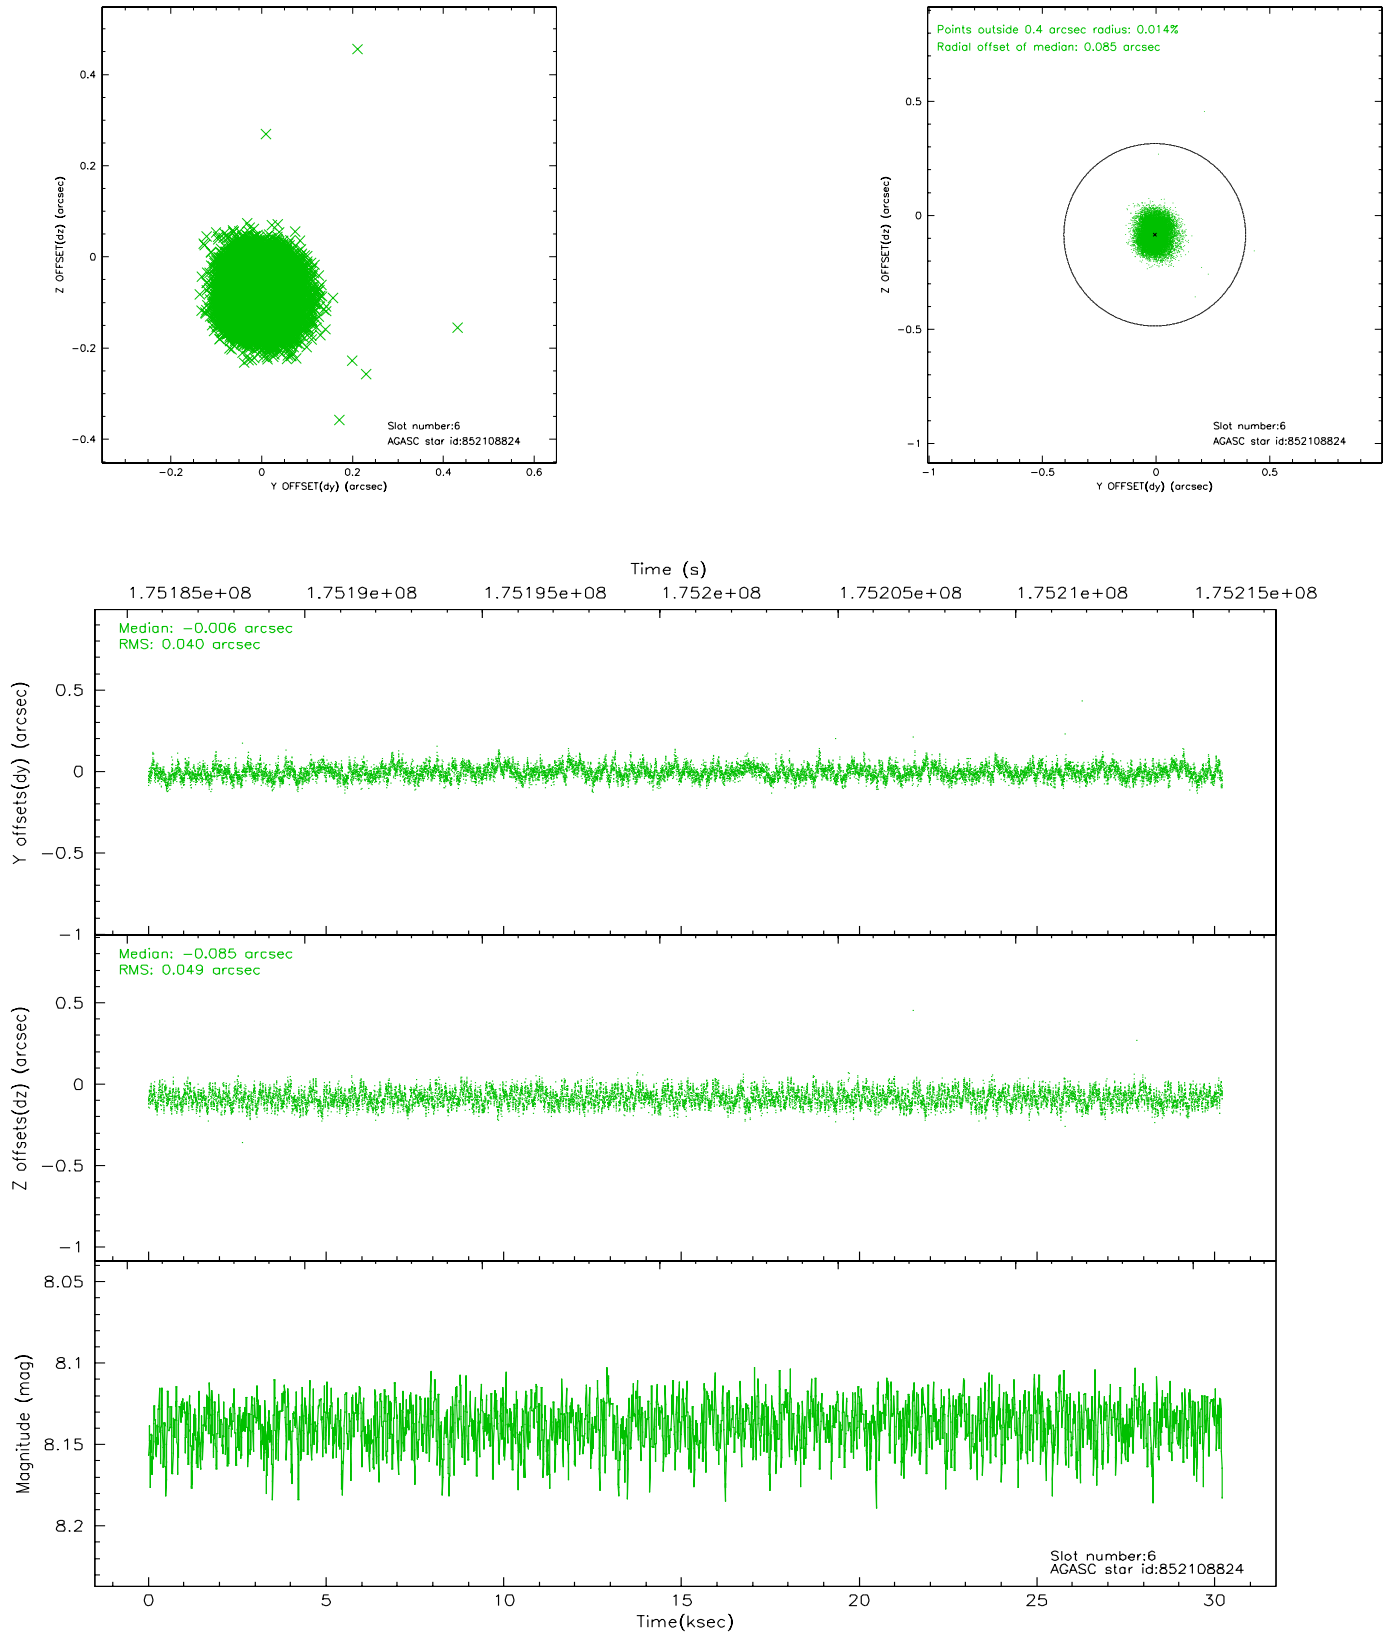 0.4
0.2
0
−0.2
−0.4
Z OFFSET(dz) (arcsec)
−0.2 0 0.2 0.4 0.6
Y OFFSET(dy) (arcsec)
Slot number:6
AGASC star id:852108824
Points outside 0.4 arcsec radius: 0.014%
Radial offset of median: 0.085 arcsec
0.5
0
−0.5
−1
Z OFFSET(dz) (arcsec)
−1 −0.5 0 0.5
Y OFFSET(dy) (arcsec)
Slot number:6
AGASC star id:852108824
Time (s)
1.75185e+08 1.7519e+08 1.75195e+08 1.752e+08 1.75205e+08 1.7521e+08 1.75215e+08
Median: −0.006 arcsec
RMS: 0.040 arcsec
0.5
0
−0.5
−1
Y offsets(dy) (arcsec)
Median: −0.085 arcsec
RMS: 0.049 arcsec
0.5
0
−0.5
−1
Z offsets(dz) (arcsec)
8.05
8.1
8.15
8.2
Magnitude (mag)
Slot number:6
AGASC star id:852108824
0 5 10 15 20 25 30
Time(ksec)